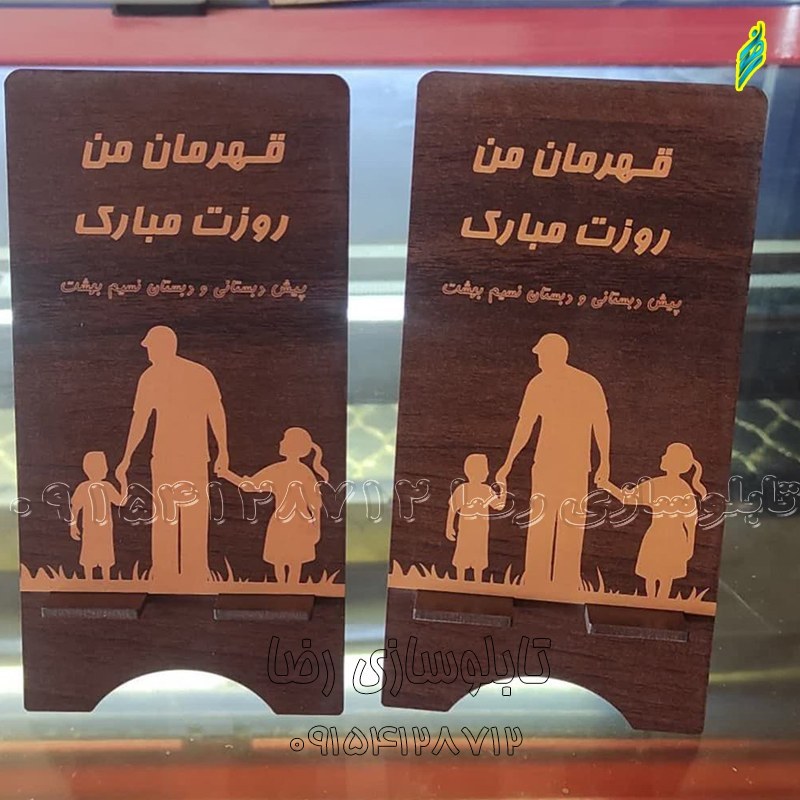 قهرمان من
روزت مبارک
پیش دبستانی و دبستان نسیم بهشت
قهرمان من
روزت مبارک
پیش دبستانی و دبستان نسیم بهشت
تابلوسازی رضا ۰۹۱۵۴۱۲۸۷۱۲
تابلوسازی رضا
۰۹۱۵۴۱۲۸۷۱۲